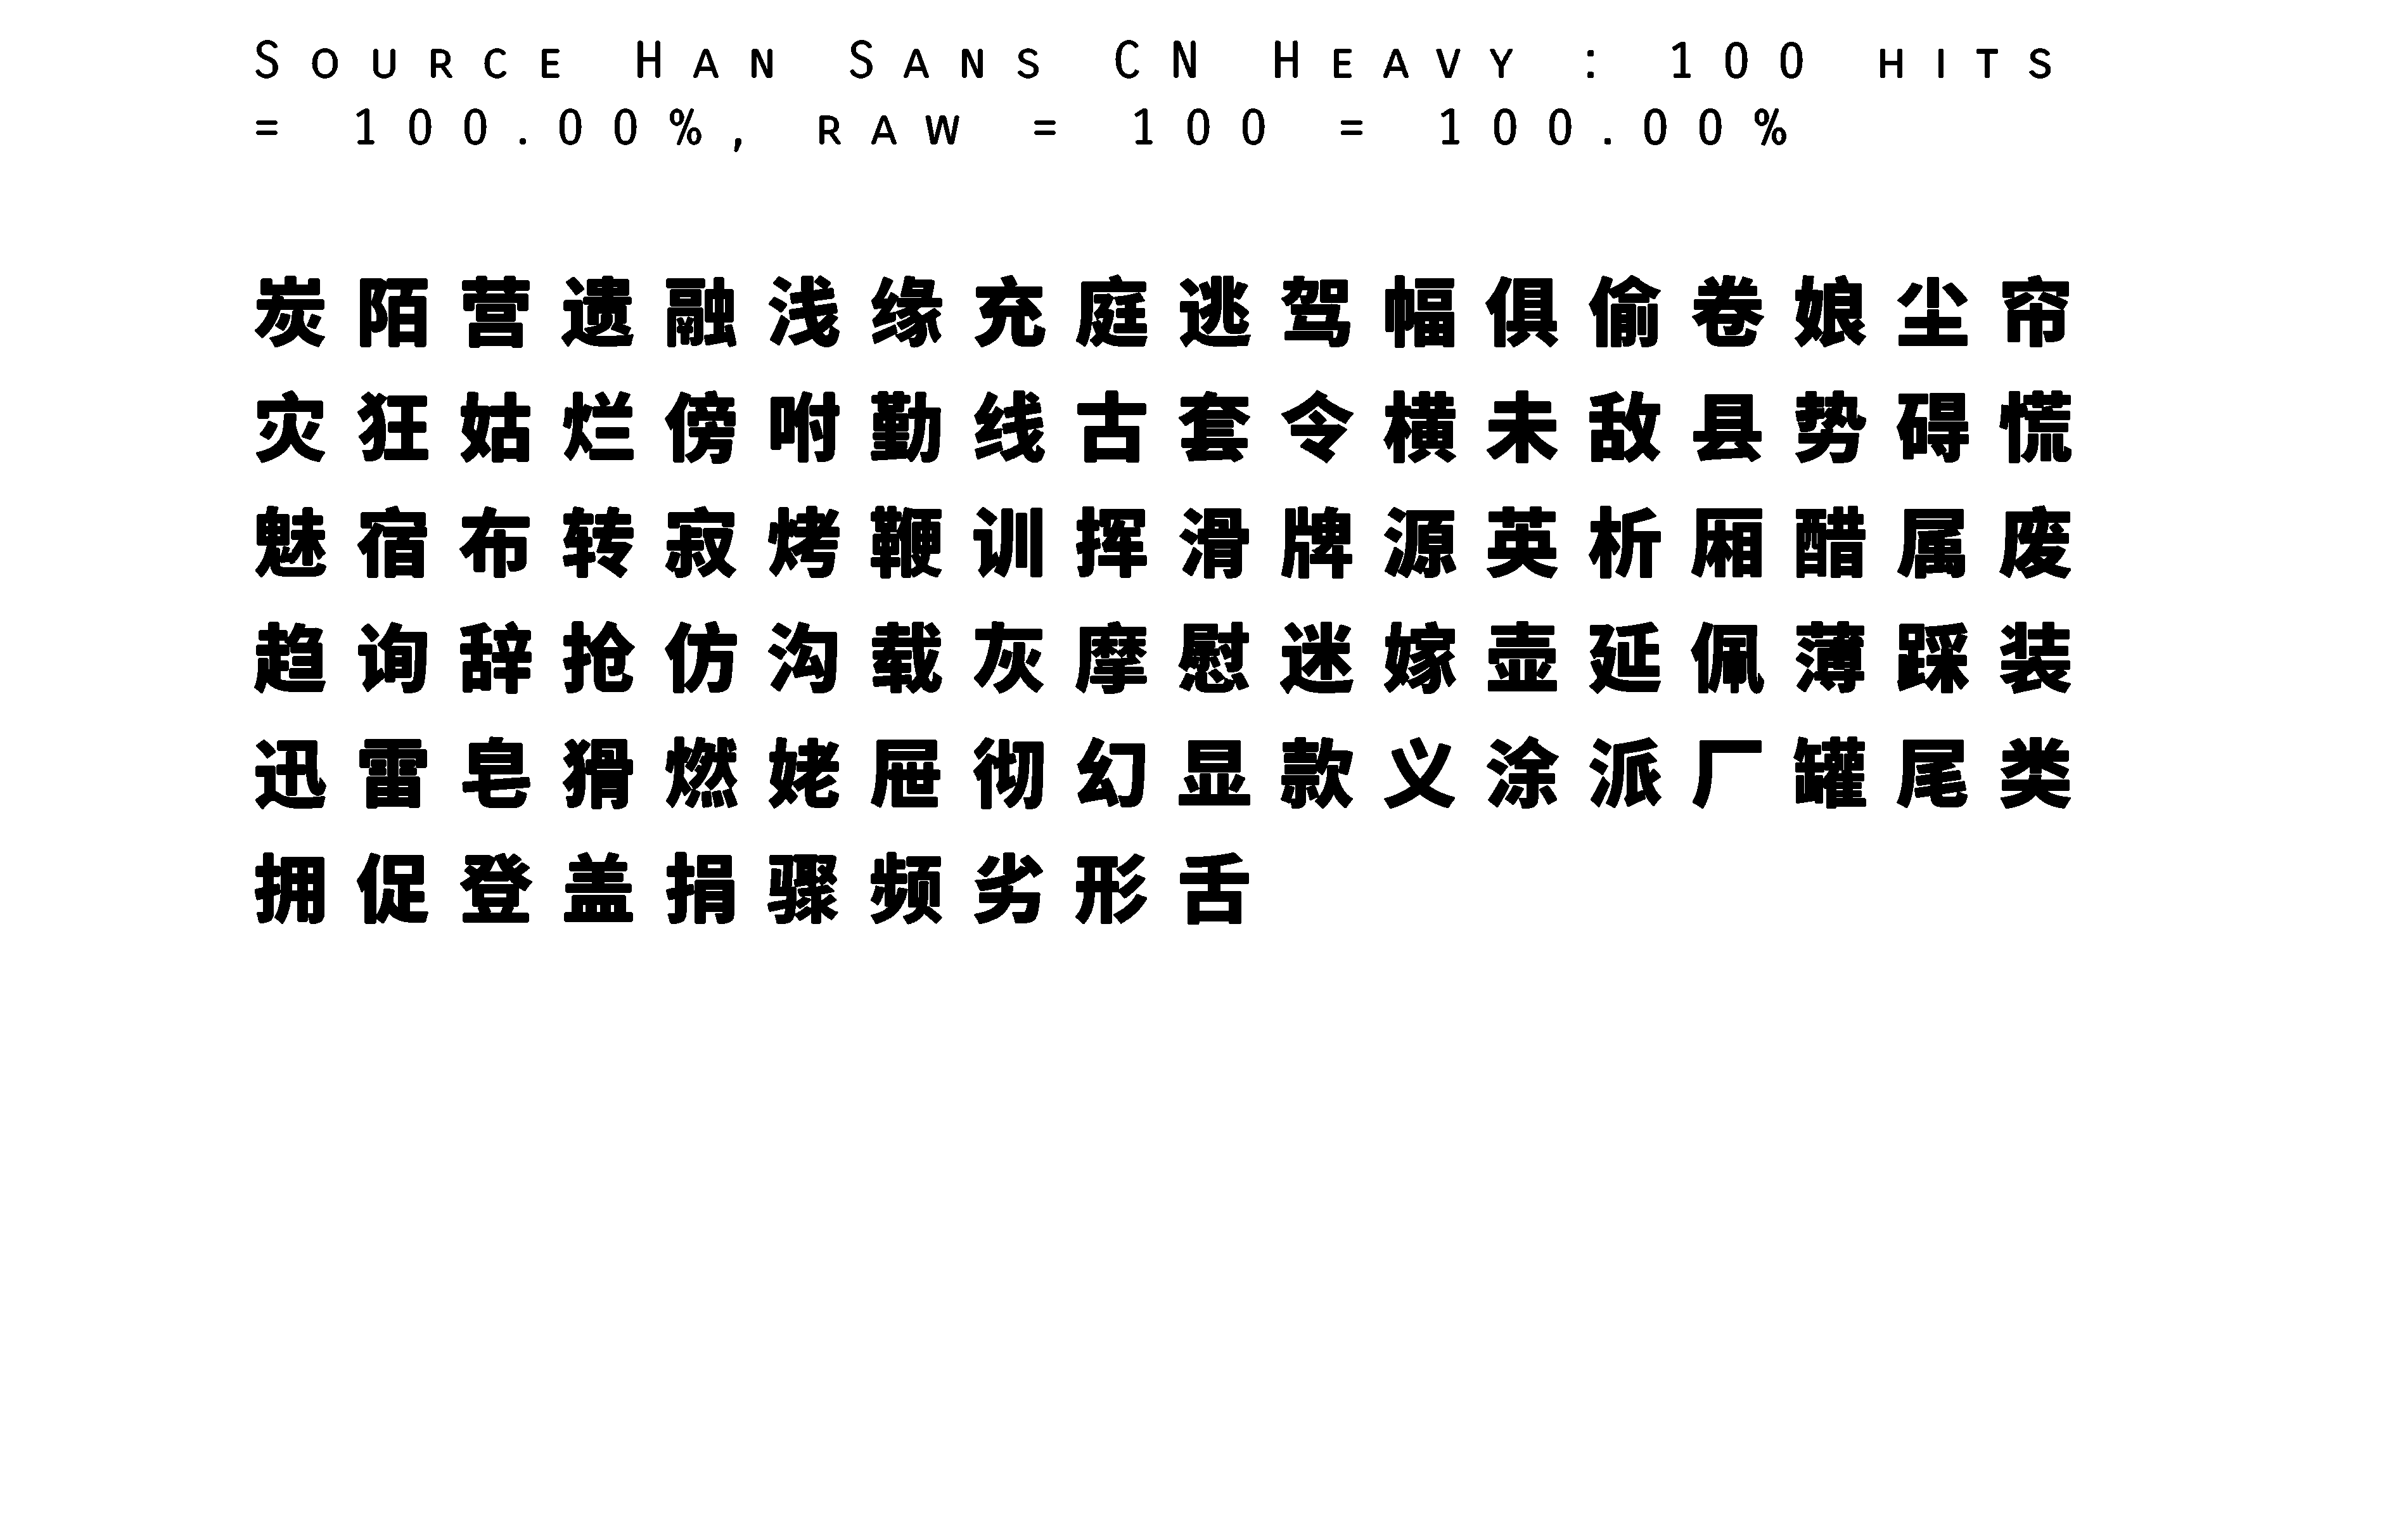 Source Han Sans CN Heavy : 100 hits
= 100.00%, raw = 100 = 100.00%
炭陌营遗融浅缘充庭逃驾幅俱偷卷娘尘帘
灾狂姑烂傍咐勤线古套令横未敌县势碍慌
魅宿布转寂烤鞭训挥滑牌源英析厢醋属废
趋询辞抢仿沟载灰摩慰迷嫁壶延佩薄踩装
迅雷皂猾燃姥屉彻幻显款义涂派厂罐尾类
拥促登盖捐骤频劣形舌